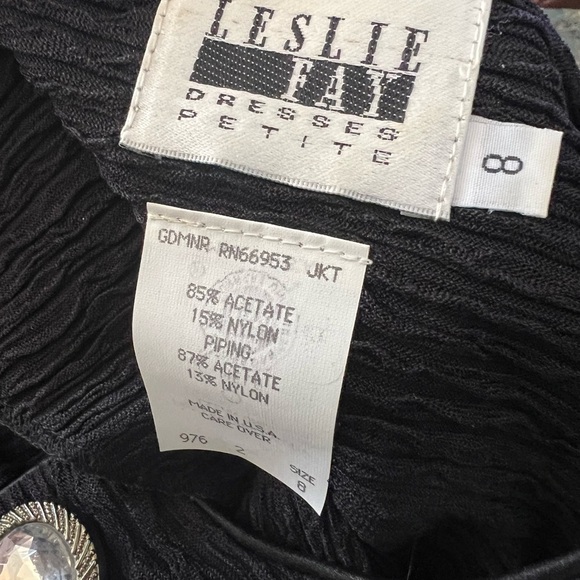 LESLIE
FAY
DRESSES
PETITE
8
GDMNR RN66953 JKT
85% ACETATE
15% NYLON
PIPING:
87% ACETATE
13% NYLON
MADE IN U.S.A.
CARE OVER
976 2 SIZE
8